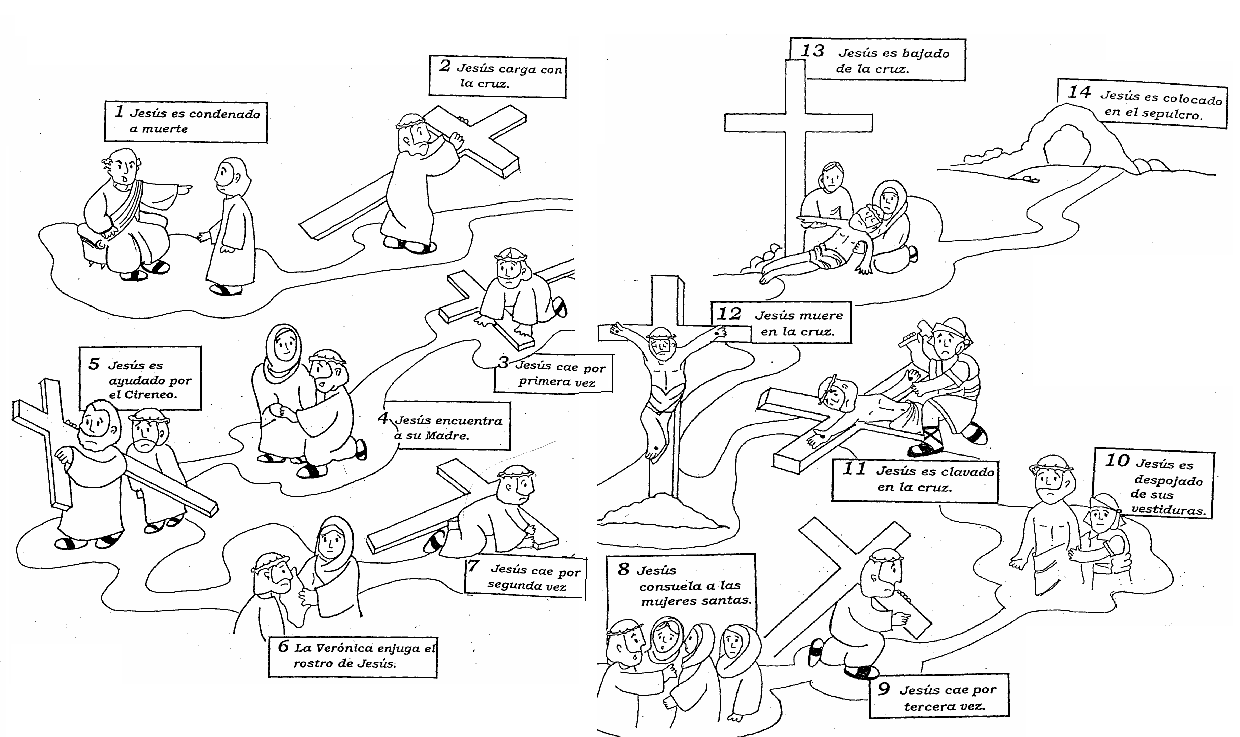 1 Jesús es condenado
a muerte
2 Jesús carga con
la cruz.
3 Jesús cae por
primera vez
4 Jesús encuentra
a su Madre.
5 Jesús es
ayudado por
el Cireneo.
6 La Verónica enjuga el
rostro de Jesús.
7 Jesús cae por
segunda vez
8 Jesús
consuela a las
mujeres santas.
9 Jesús cae por
tercera vez.
10 Jesús es
despojado
de sus
vestiduras.
11 Jesús es clavado
en la cruz.
12 Jesús muere
en la cruz.
13 Jesús es bajado
de la cruz.
14 Jesús es colocado
en el sepulcro.